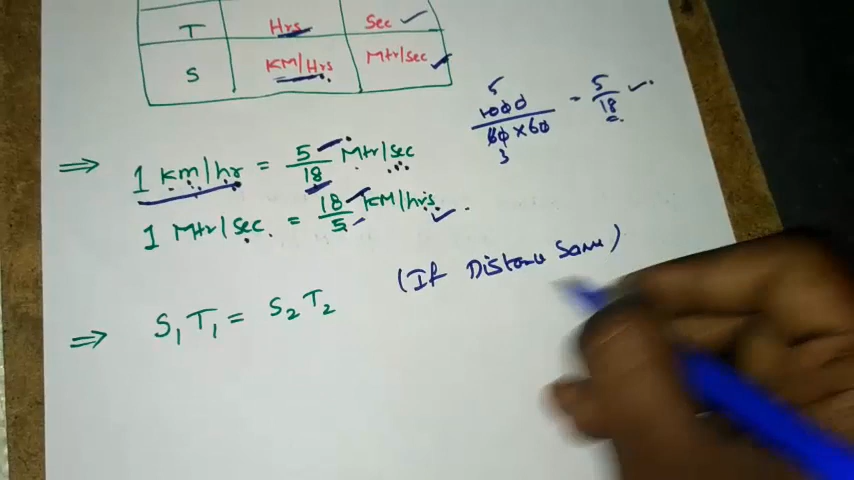 T Hrs Sec ✓
S KM/Hrs Mtr/sec ✓
5
1000/60×60 = 5/18 ✓
3
⇒ 1 km/hr = 5/18 Mtr/sec
1 Mtr/sec = 18/5 KM/hrs ✓
(If Distance Same)
⇒ S₁T₁ = S₂T₂